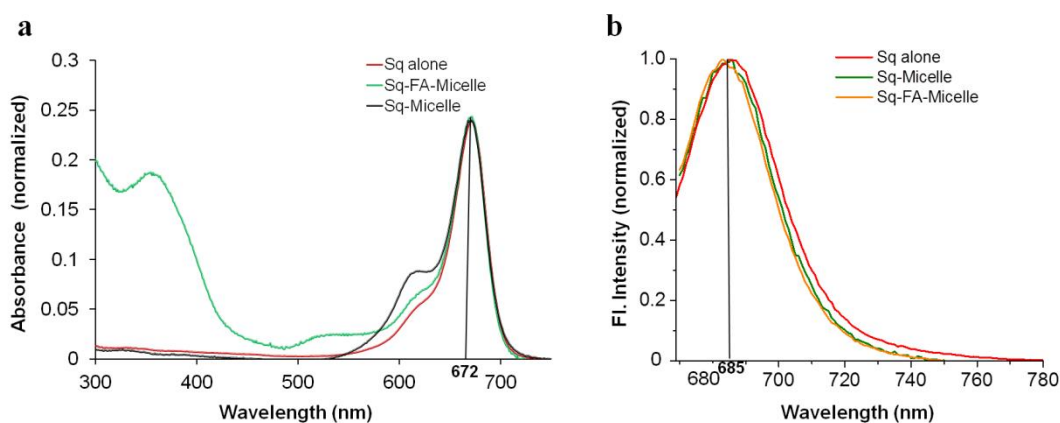 a
Absorbance (normalized)
0.3
0.25
0.2
0.15
0.1
0.05
0
Sq alone
Sq-FA-Micelle
Sq-Micelle
300
400
500
600
672
700
Wavelength (nm)
b
Fl. Intensity (normalized)
1.0
0.8
0.6
0.4
0.2
0
Sq alone
Sq-Micelle
Sq-FA-Micelle
680
685
700
720
740
760
780
Wavelength (nm)